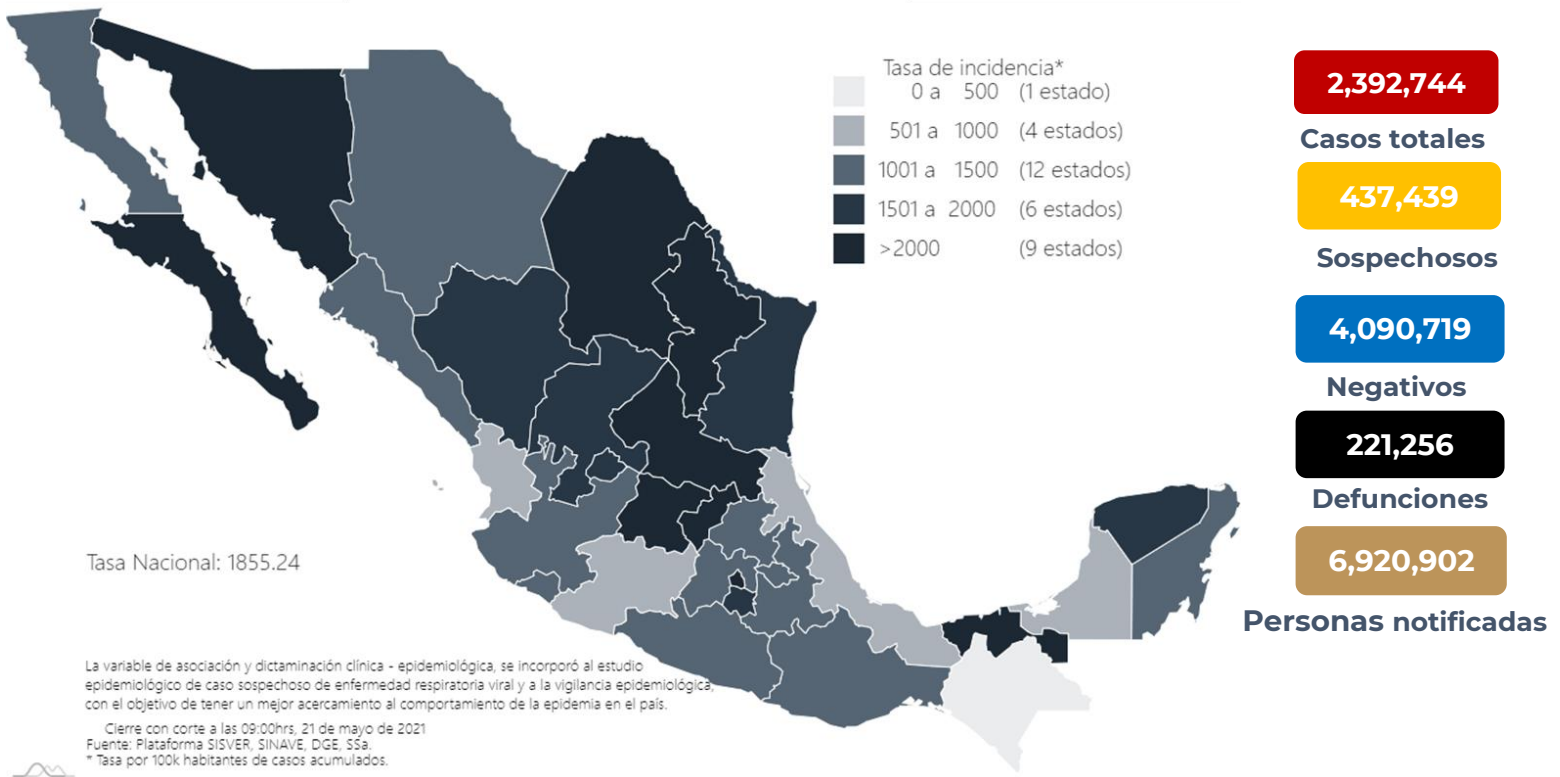 Tasa de incidencia*
0 a 500 (1 estado)
501 a 1000 (4 estados)
1001 a 1500 (12 estados)
1501 a 2000 (6 estados)
>2000 (9 estados)
2,392,744
Casos totales
437,439
Sospechosos
4,090,719
Negativos
221,256
Defunciones
6,920,902
Personas notificadas
Tasa Nacional: 1855.24
La variable de asociación y dictaminación clínica - epidemiológica, se incorporó al estudio
epidemiológico de caso sospechoso de enfermedad respiratoria viral y a la vigilancia epidemiológica,
con el objetivo de tener un mejor acercamiento al comportamiento de la epidemia en el país.
Cierre con corte a las 09:00hrs, 21 de mayo de 2021
Fuente: Plataforma SISVER, SINAVE, DGE, SSa.
* Tasa por 100k habitantes de casos acumulados.